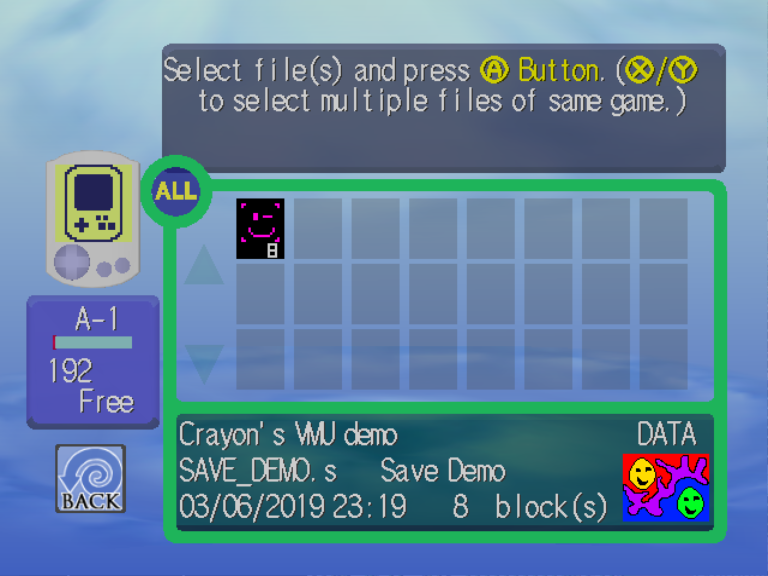 Select file(s) and press A Button. (X/Y
to select multiple files of same game.)
ALL
8
A-1
192
Free
BACK
Crayon's VMU demo DATA
SAVE_DEMO.s Save Demo
03/06/2019 23:19 8 block(s)